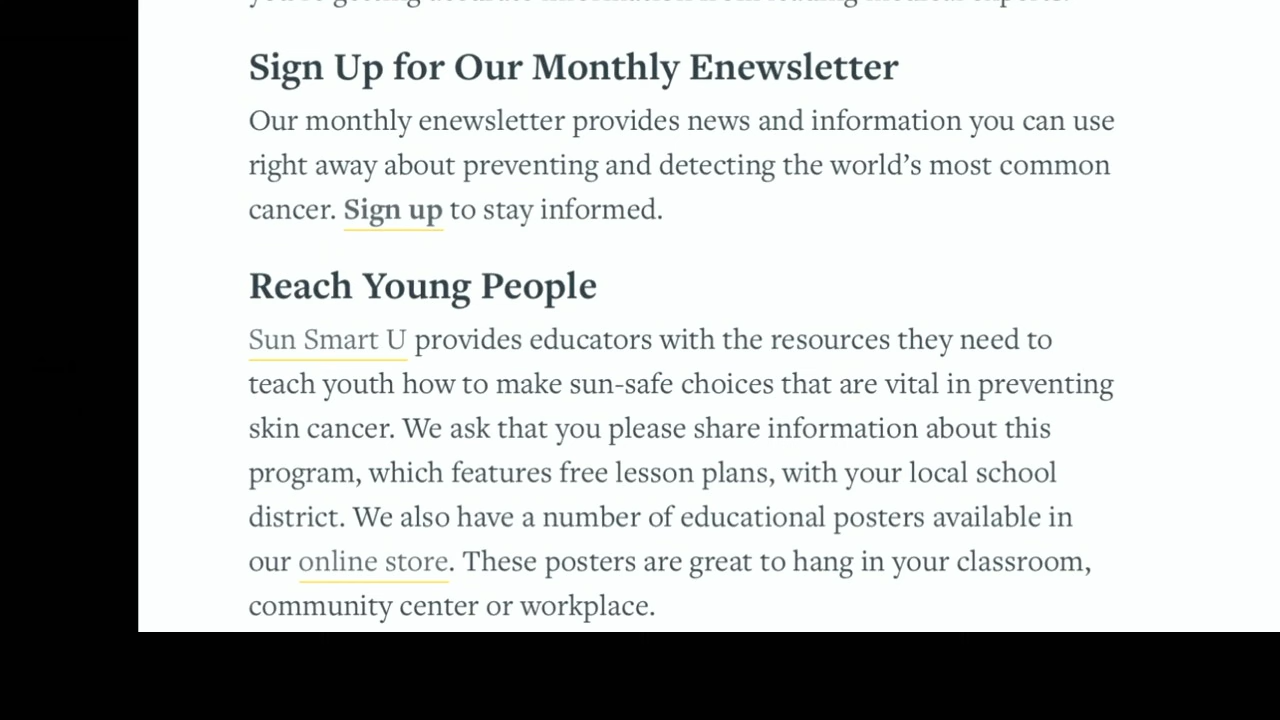 Sign Up for Our Monthly Enewsletter
Our monthly enewsletter provides news and information you can use
right away about preventing and detecting the world’s most common
cancer. Sign up to stay informed.
Reach Young People
Sun Smart U provides educators with the resources they need to
teach youth how to make sun-safe choices that are vital in preventing
skin cancer. We ask that you please share information about this
program, which features free lesson plans, with your local school
district. We also have a number of educational posters available in
our online store. These posters are great to hang in your classroom,
community center or workplace.